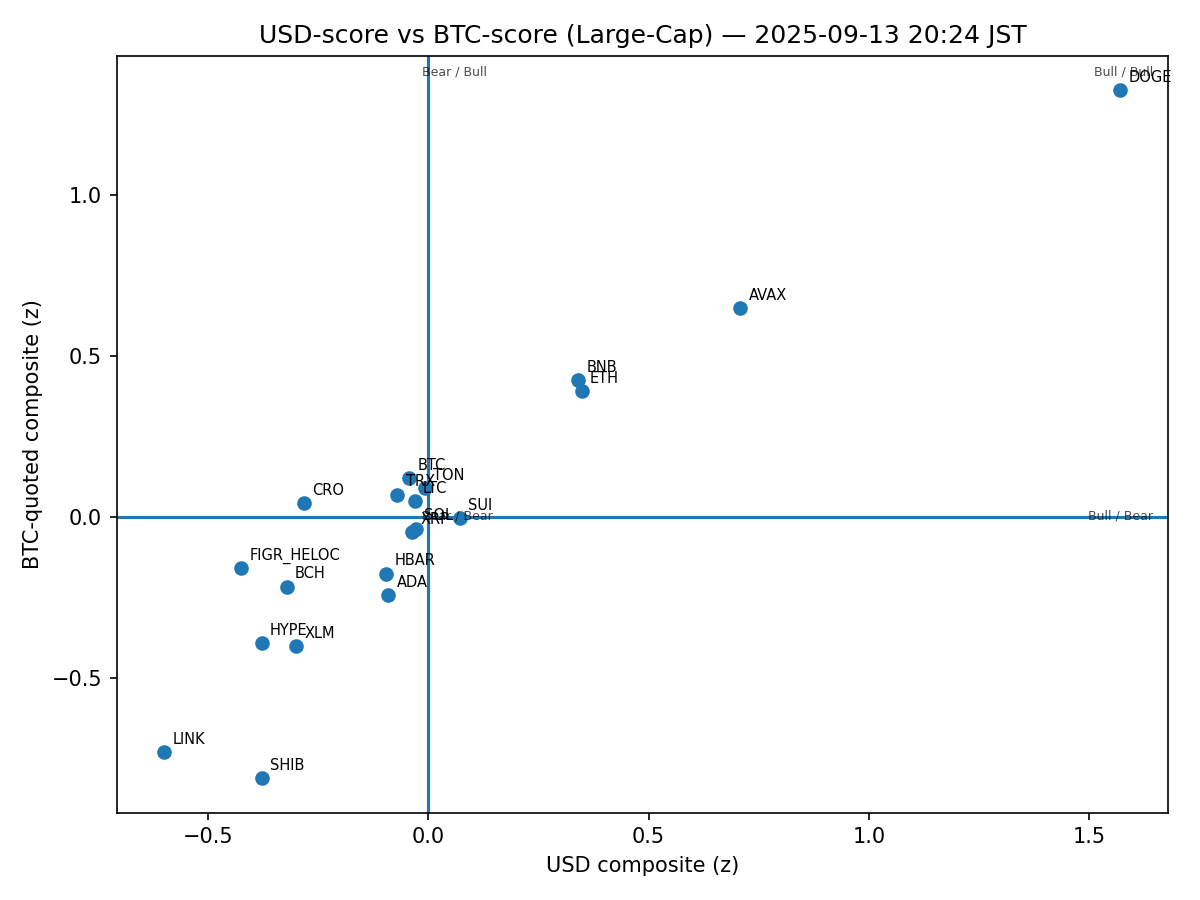 USD-score vs BTC-score (Large-Cap) — 2025-09-13 20:24 JST
Bear / Bull
Bull / Bull
DOGE
1.0
AVAX
0.5
BNB
ETH
BTC
TON
TRX
LTC
CRO
SUI
SOL
XRP
0.0
Bear / Bear
Bull / Bear
FIGR_HELOC
HBAR
BCH
ADA
HYPE
XLM
−0.5
LINK
SHIB
−0.5
0.0
0.5
1.0
1.5
USD composite (z)
BTC-quoted composite (z)